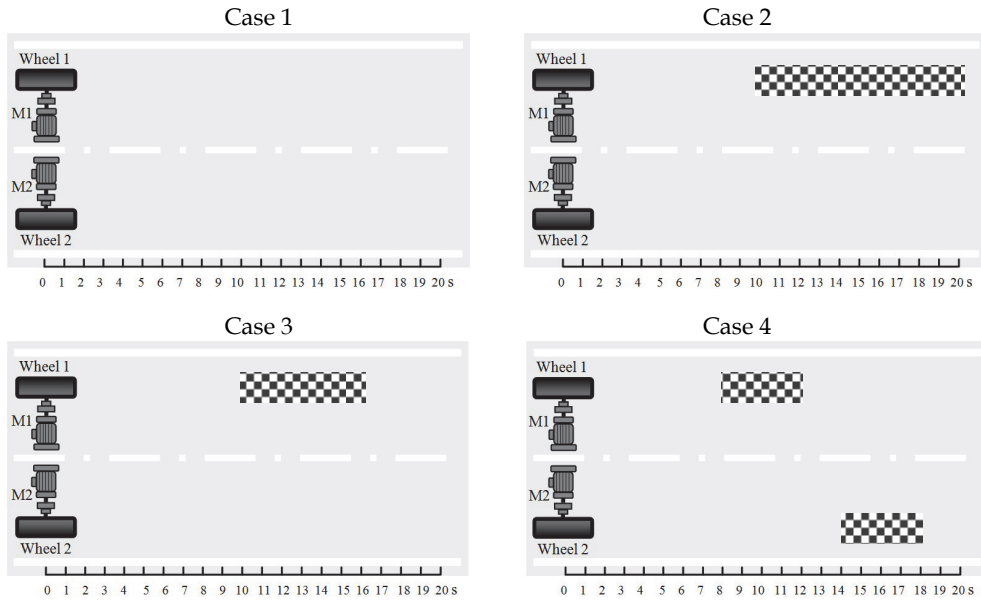 Case 1
Wheel 1
M1
M2
Wheel 2
0 1 2 3 4 5 6 7 8 9 10 11 12 13 14 15 16 17 18 19 20 s
Case 2
Wheel 1
M1
M2
Wheel 2
0 1 2 3 4 5 6 7 8 9 10 11 12 13 14 15 16 17 18 19 20 s
Case 3
Wheel 1
M1
M2
Wheel 2
0 1 2 3 4 5 6 7 8 9 10 11 12 13 14 15 16 17 18 19 20 s
Case 4
Wheel 1
M1
M2
Wheel 2
0 1 2 3 4 5 6 7 8 9 10 11 12 13 14 15 16 17 18 19 20 s